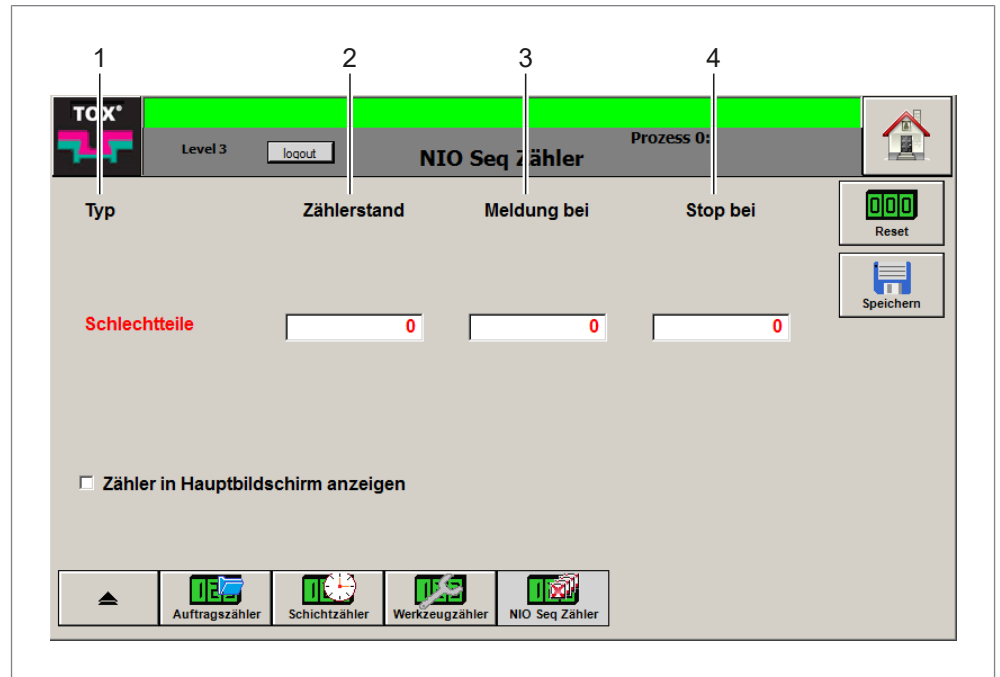 1 2 3 4
TOX®
Level 3 logout NIO Seq Zähler Prozess 0:
Typ Zählerstand Meldung bei Stop bei
000
Reset
Speichern
Schlechtteile 0 0 0
Zähler in Hauptbildschirm anzeigen
Auftragszähler Schichtzähler Werkzeugzähler NIO Seq Zähler